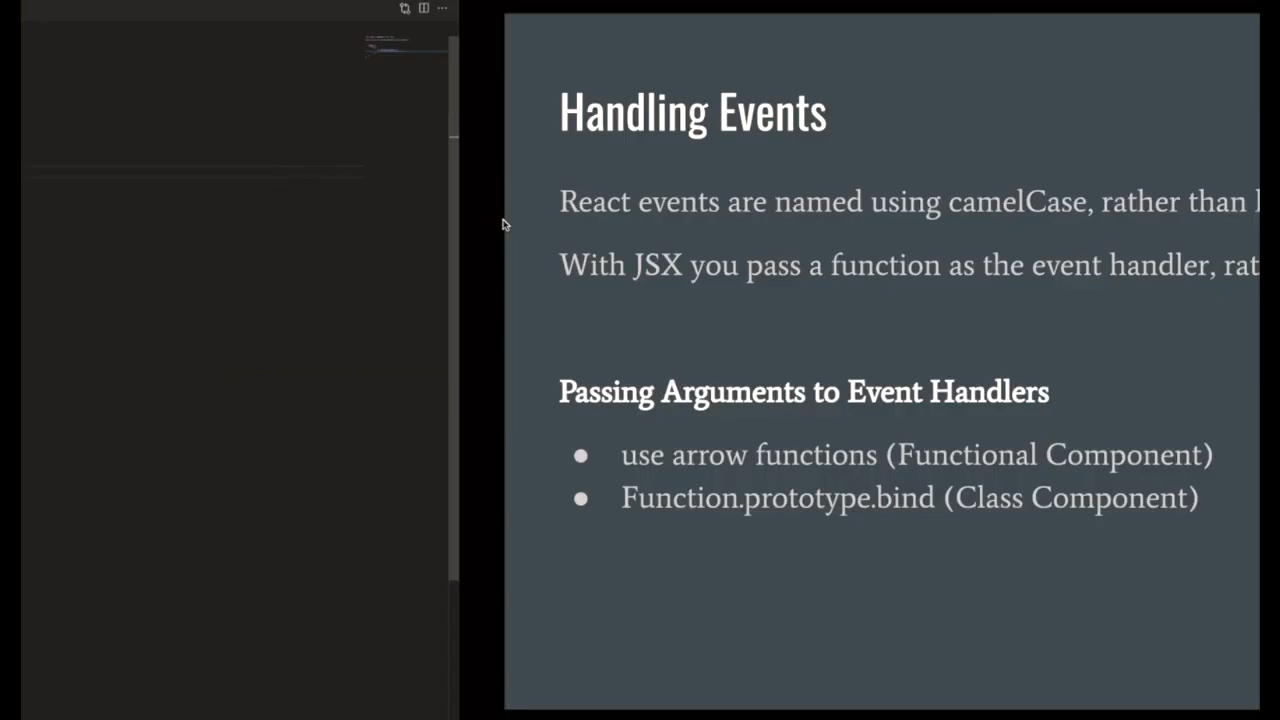 Handling Events
React events are named using camelCase, rather than
With JSX you pass a function as the event handler, rat
Passing Arguments to Event Handlers
● use arrow functions (Functional Component)
● Function.prototype.bind (Class Component)